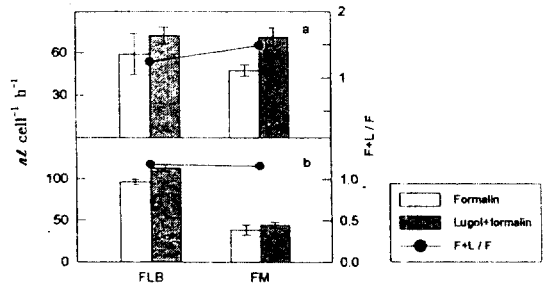 a
2
60
30
1
nl cell⁻¹ h⁻¹
F+L / F
b
100
50
0
1.0
0.5
0.0
FLB
FM
Formalin
Lugol+formalin
F+L / F